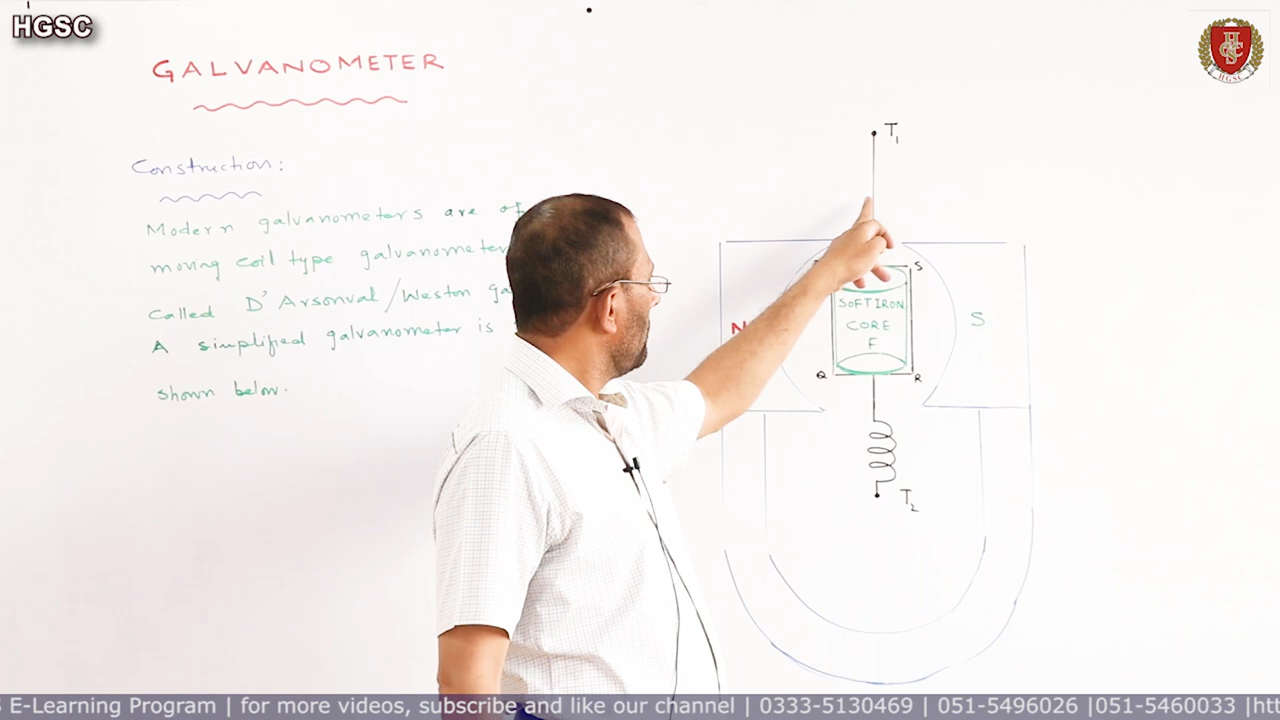 HGSC
GALVANOMETER
Construction:
Modern galvanometers are of
moving coil type galvanometer
Called D'Arsonval/Weston ga
A simplified galvanometer is
shown below.
T1
S
SOFT IRON
CORE
F
N
S
Q
R
T2
HGSC
S E-Learning Program | for more videos, subscribe and like our channel | 0333-5130469 | 051-5496026 |051-5460033 |htt